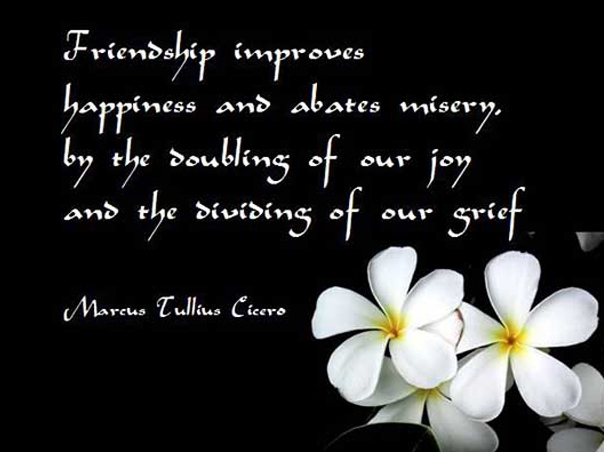 Friendship improves
happiness and abates misery,
by the doubling of our joy
and the dividing of our grief
Marcus Tullius Cicero